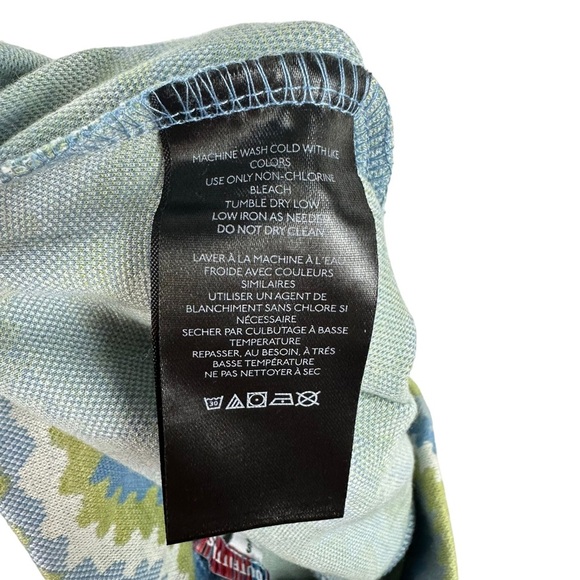 MACHINE WASH COLD WITH LIKE
COLORS
USE ONLY NON-CHLORINE
BLEACH
TUMBLE DRY LOW
LOW IRON AS NEEDED
DO NOT DRY CLEAN
LAVER À LA MACHINE À L'EAU
FROIDE AVEC COULEURS
SIMILAIRES
UTILISER UN AGENT DE
BLANCHIMENT SANS CHLORE SI
NÉCESSAIRE
SECHER PAR CULBUTAGE À BASSE
TEMPERATURE
REPASSER, AU BESOIN, À TRÉS
BASSE TEMPÉRATURE
NE PAS NETTOYER À SEC
30